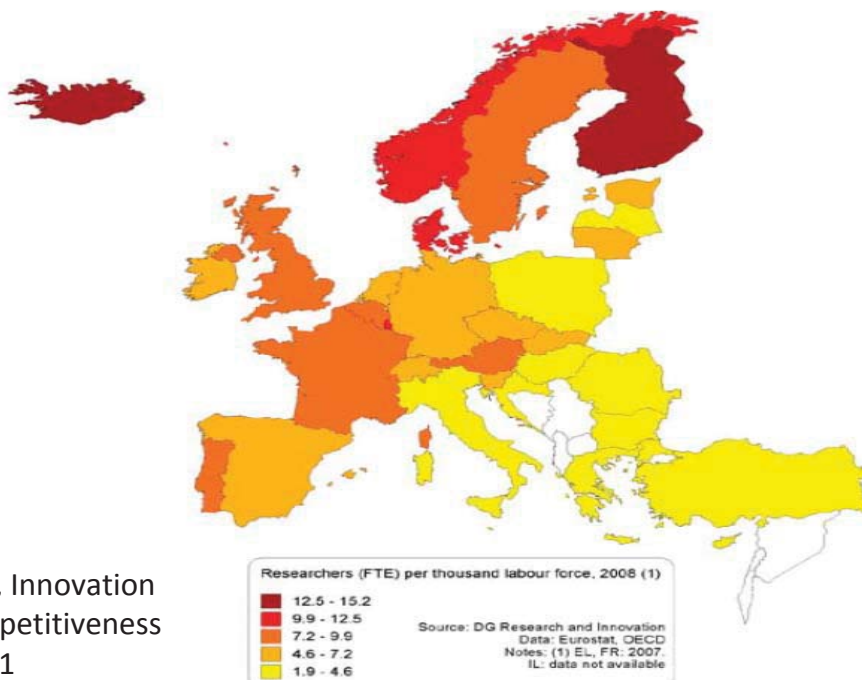 , Innovation
petitiveness
1
Researchers (FTE) per thousand labour force, 2008 (1)
12.5 - 15.2
9.9 - 12.5
7.2 - 9.9
4.6 - 7.2
1.9 - 4.6
Source: DG Research and Innovation
Data: Eurostat, OECD
Notes: (1) EL, FR: 2007.
IL: data not available